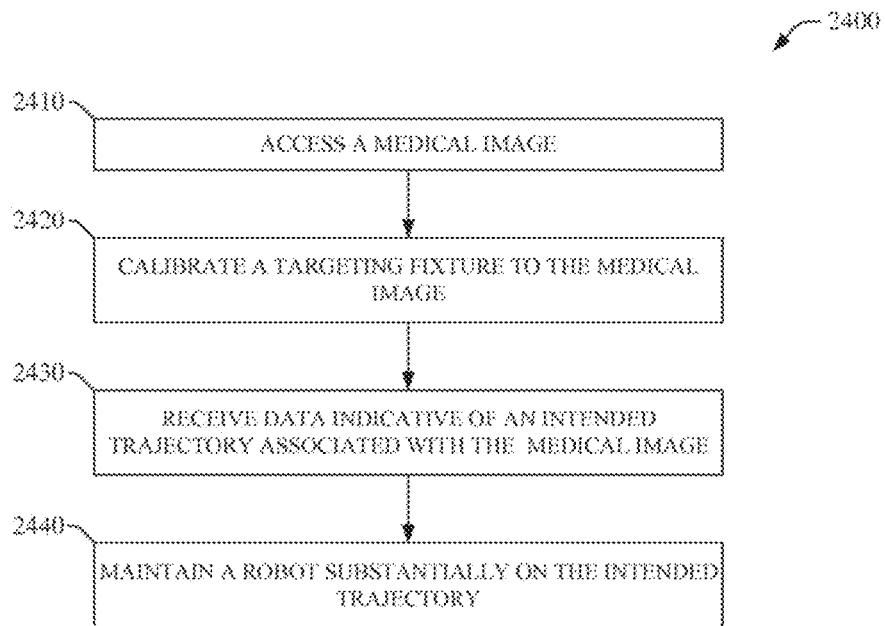 2400
2410
ACCESS A MEDICAL IMAGE
2420
CALIBRATE A TARGETING FIXTURE TO THE MEDICAL
IMAGE
2430
RECEIVE DATA INDICATIVE OF AN INTENDED
TRAJECTORY ASSOCIATED WITH THE MEDICAL IMAGE
2440
MAINTAIN A ROBOT SUBSTANTIALLY ON THE INTENDED
TRAJECTORY